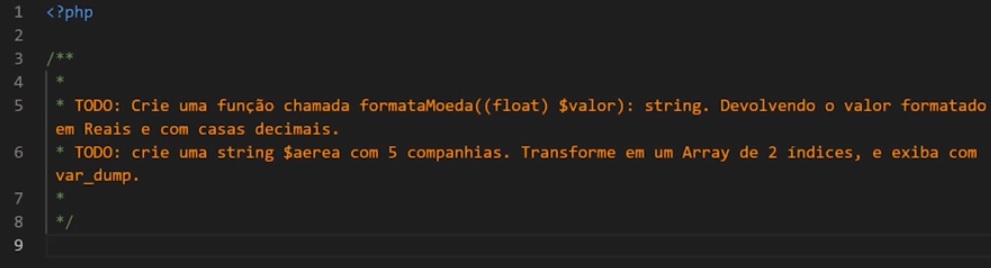 1 <?php
2
3 /**
4 *
5 * TODO: Crie uma função chamada formataMoeda((float) $valor): string. Devolvendo o valor formatado
em Reais e com casas decimais.
6 * TODO: crie uma string $aerea com 5 companhias. Transforme em um Array de 2 índices, e exiba com
var_dump.
7 *
8 */
9